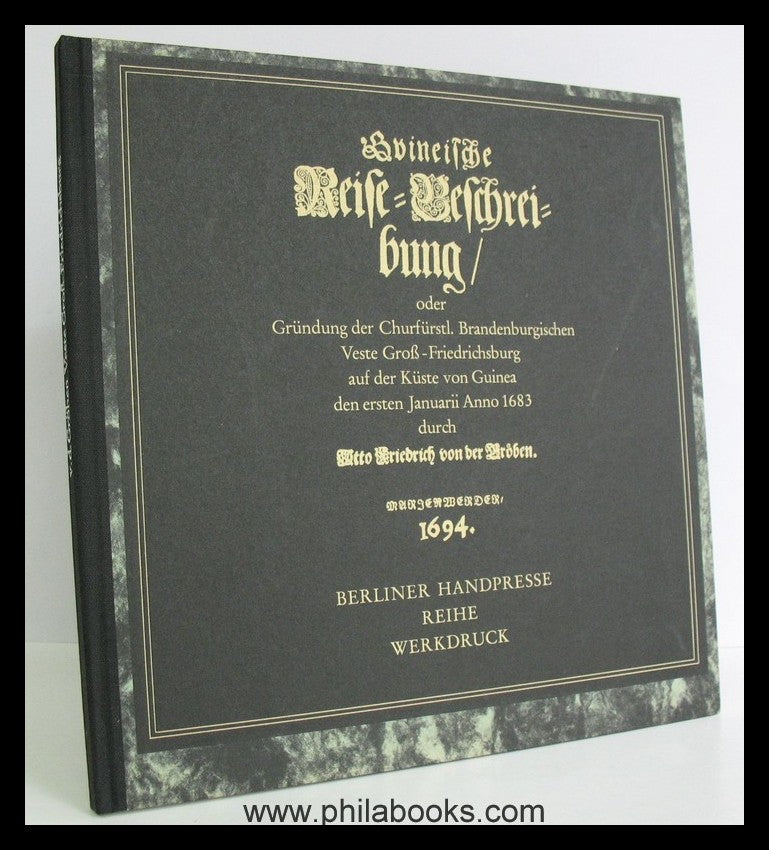 Gvineische
Reise-Beschrei-
bung/
oder
Gründung der Churfürstl. Brandenburgischen
Veste Groß-Friedrichsburg
auf der Küste von Guinea
den ersten Januarii Anno 1683
durch
Otto Friedrich von der Gröben.
MARIENWERDER/
1694.
BERLINER HANDPRESSE
REIHE
WERKDRUCK
www.philabooks.com